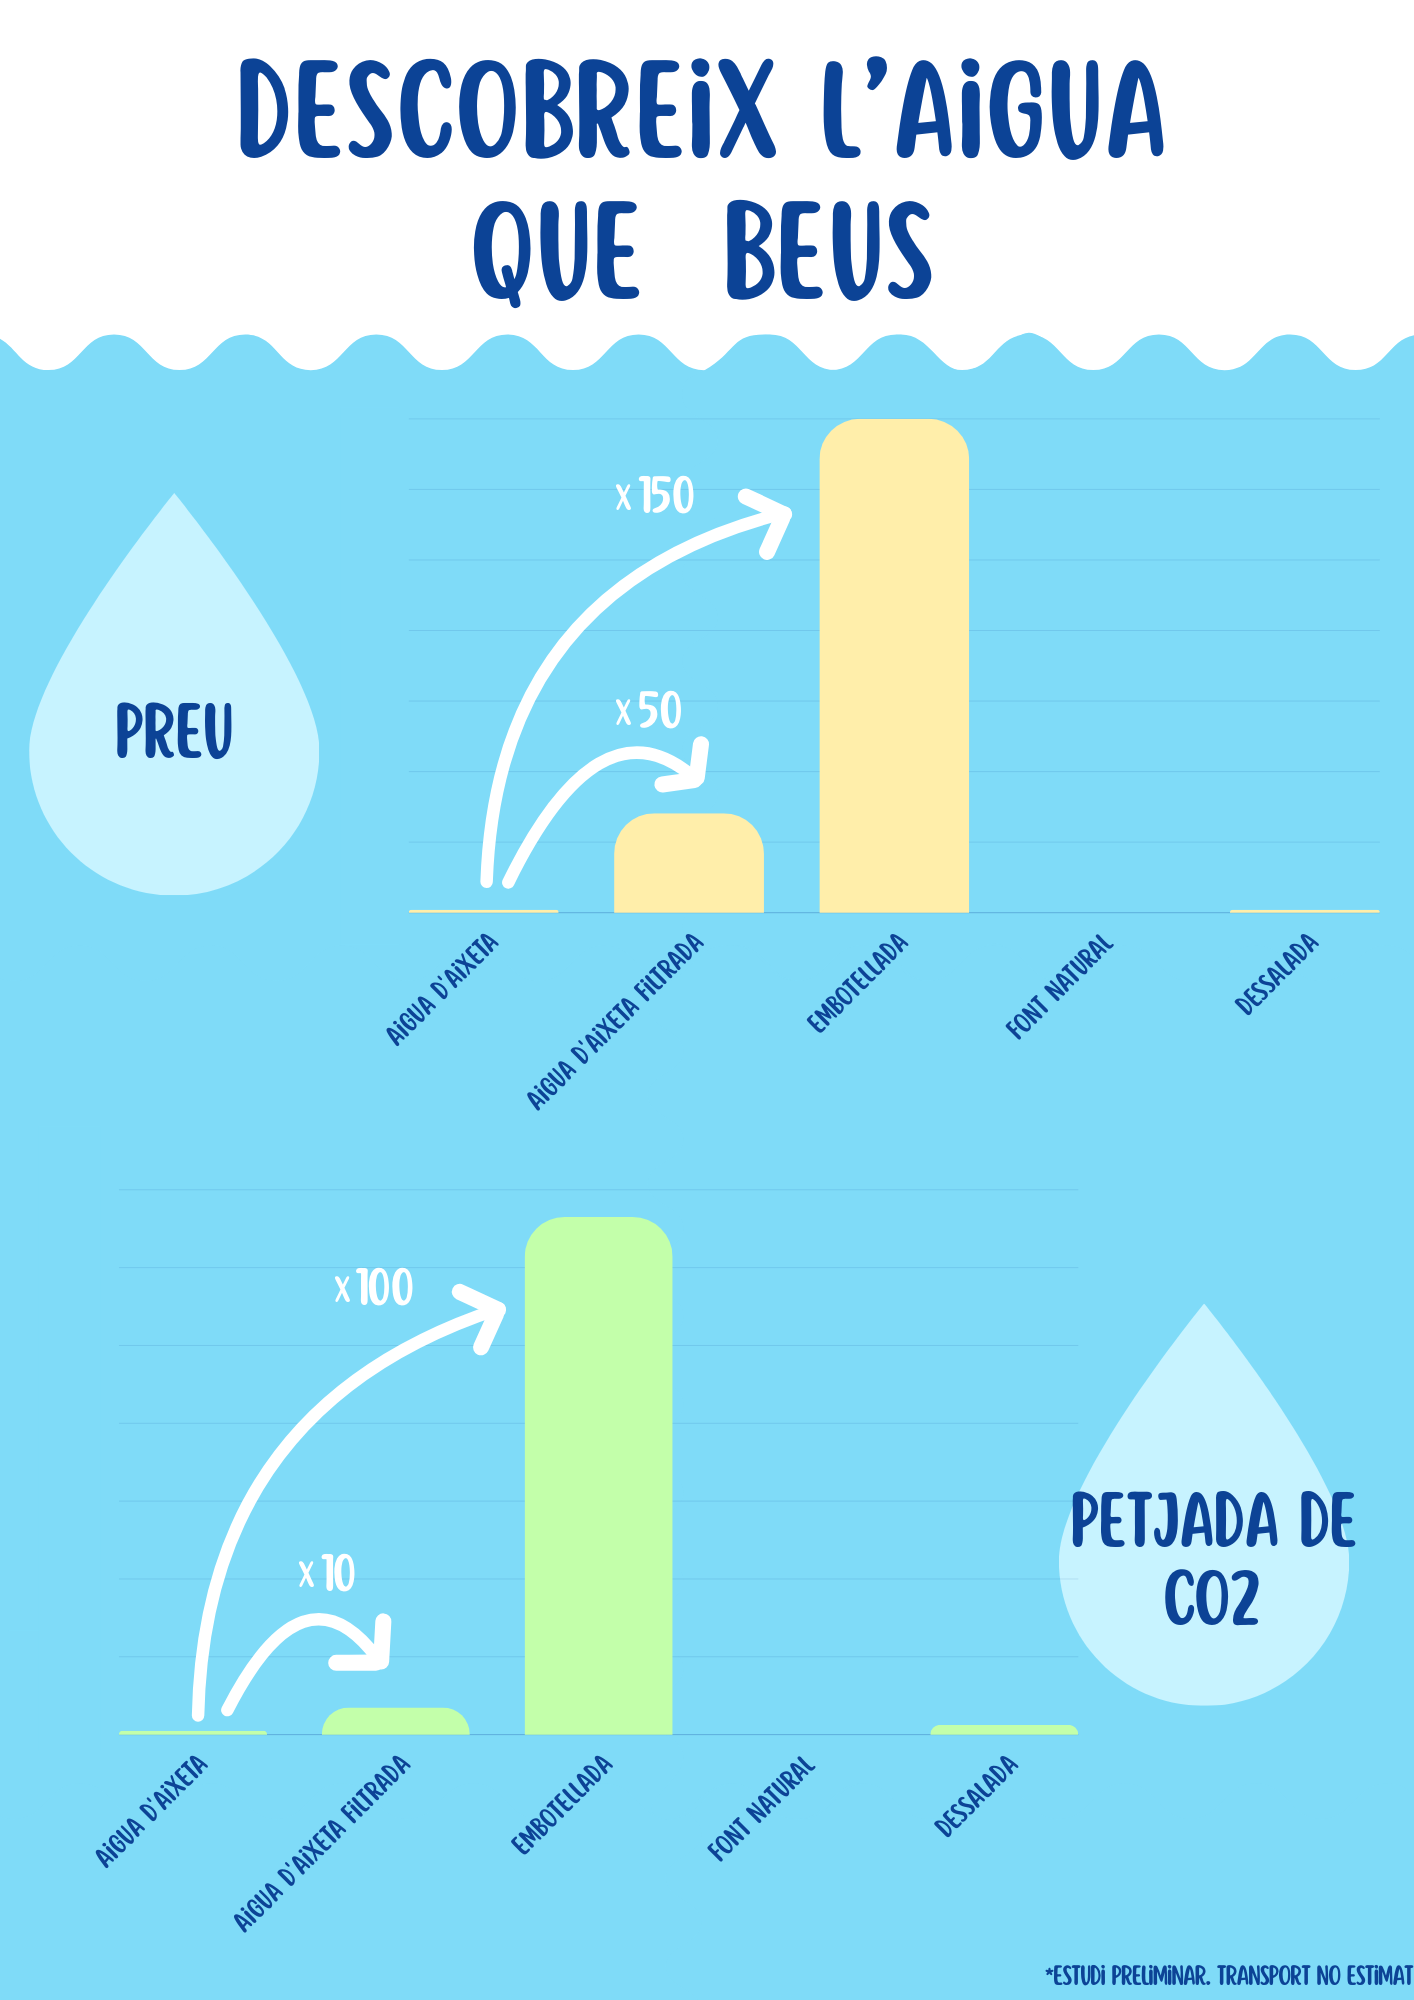 DESCOBREIX L'AIGUA
QUE BEUS
x 150
x 50
PREU
AIGUA D'AIXETA
AIGUA D'AIXETA FILTRADA
EMBOTELLADA
FONT NATURAL
DESSALADA
x 100
x 10
PETJADA DE
CO2
AIGUA D'AIXETA
AIGUA D'AIXETA FILTRADA
EMBOTELLADA
FONT NATURAL
DESSALADA
*ESTUDI PRELIMINAR. TRANSPORT NO ESTIMAT